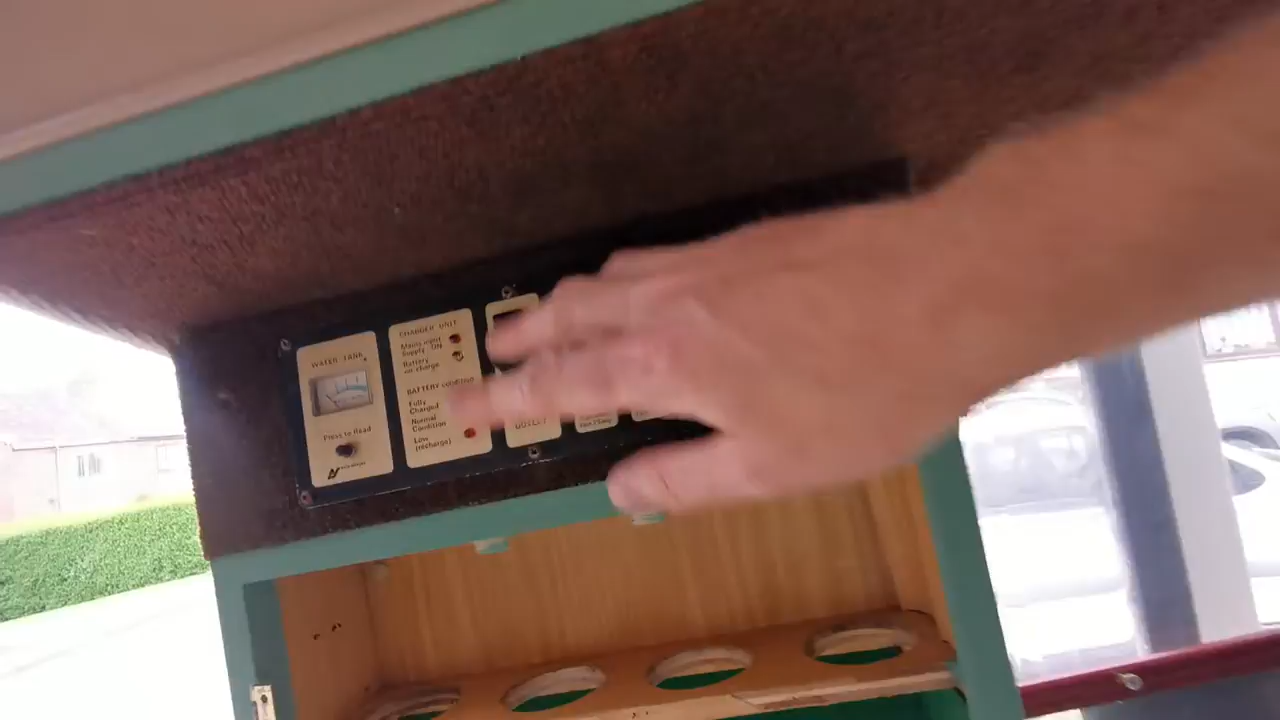 WATER TANK
Press to Read
CHARGER UNIT
Mains input
Supply ON
Battery
on charge
BATTERY condition
Fully
Charged
Normal
Condition
Low
(recharge)